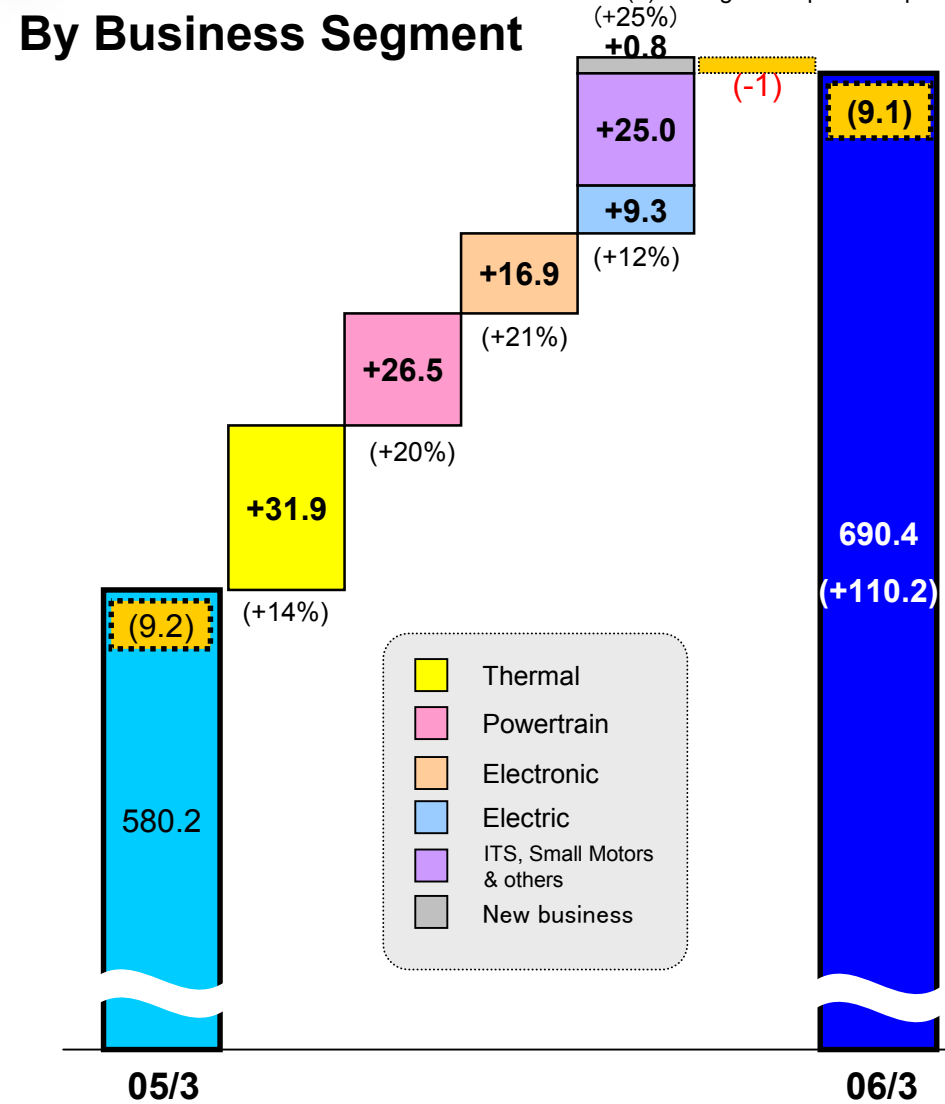 By Business Segment
(+25%)
+0.8
(-1)
(9.1)
+25.0
+9.3
(+12%)
+16.9
(+21%)
+26.5
(+20%)
+31.9
(+14%)
690.4
(+110.2)
(9.2)
580.2
Thermal
Powertrain
Electronic
Electric
ITS, Small Motors
& others
New business
05/3
06/3